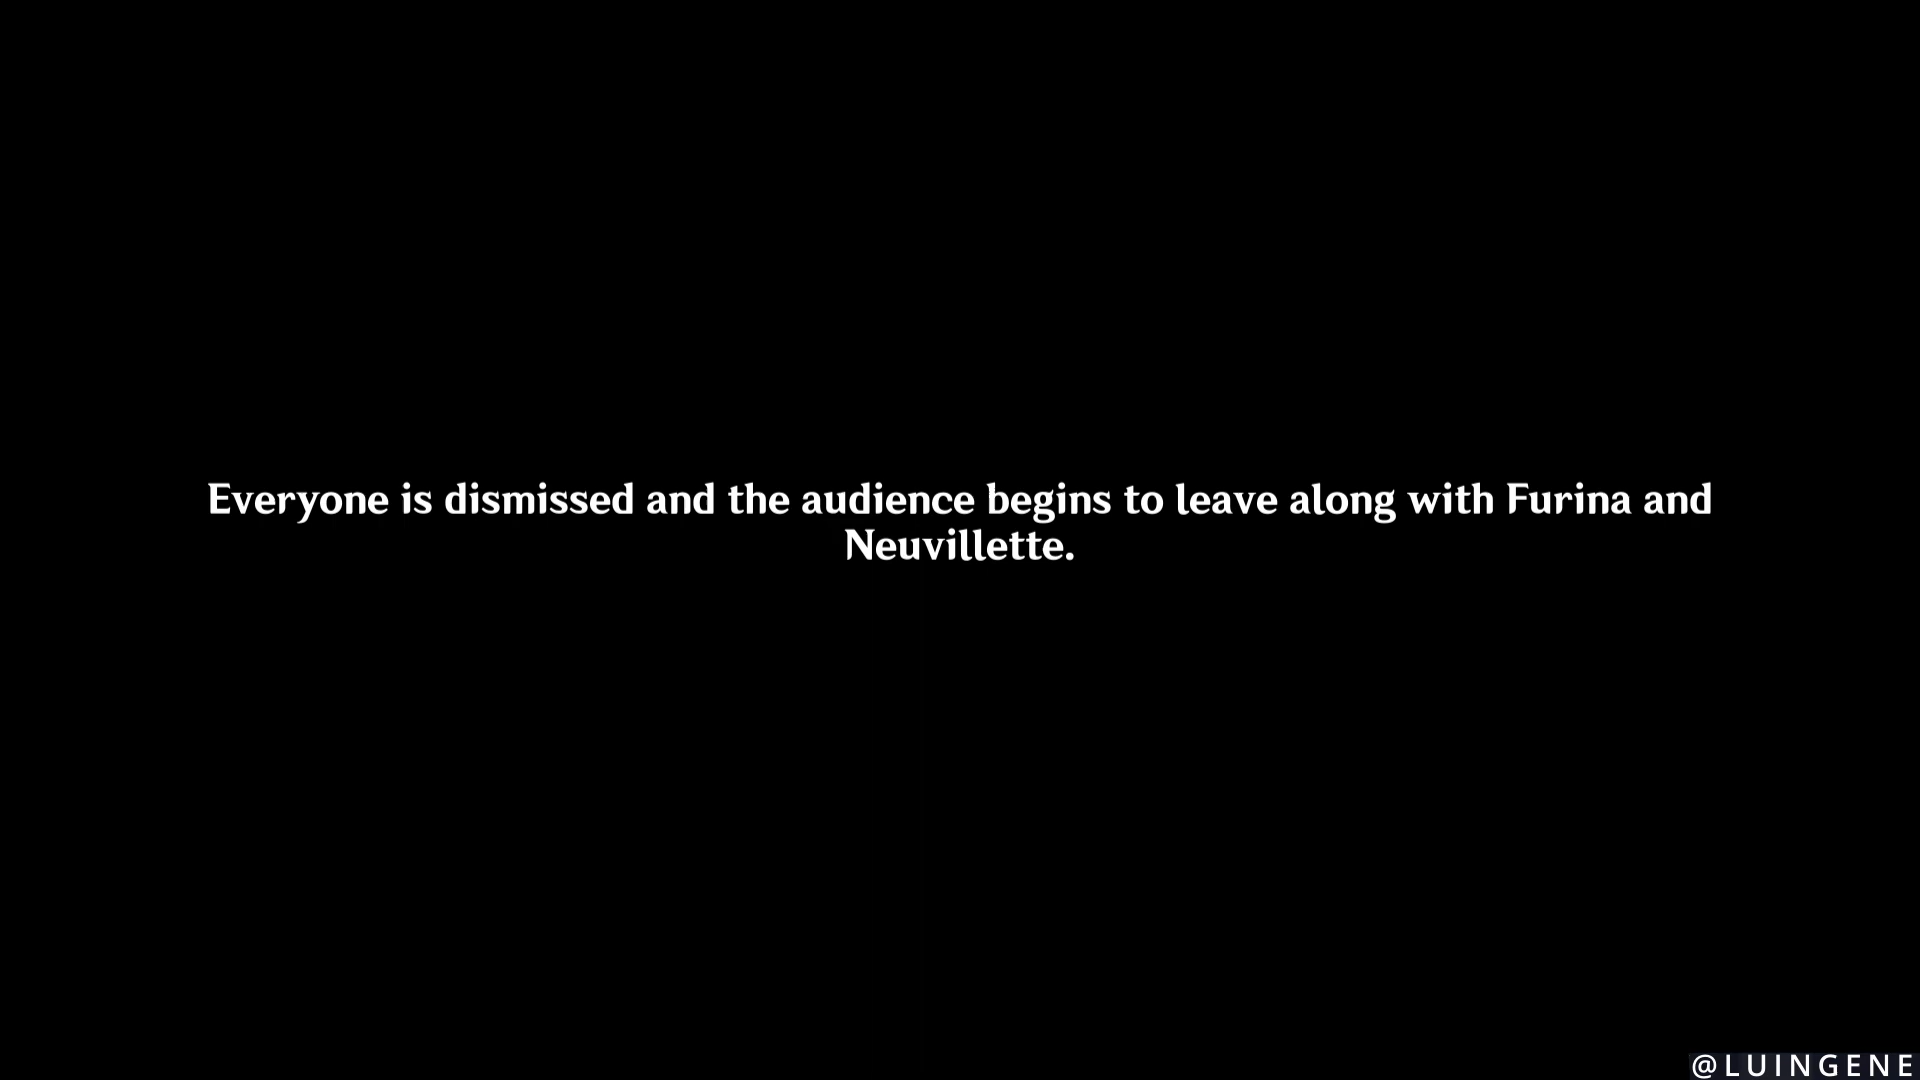 Everyone is dismissed and the audience begins to leave along with Furina and
Neuvillette.
@LUINGENE